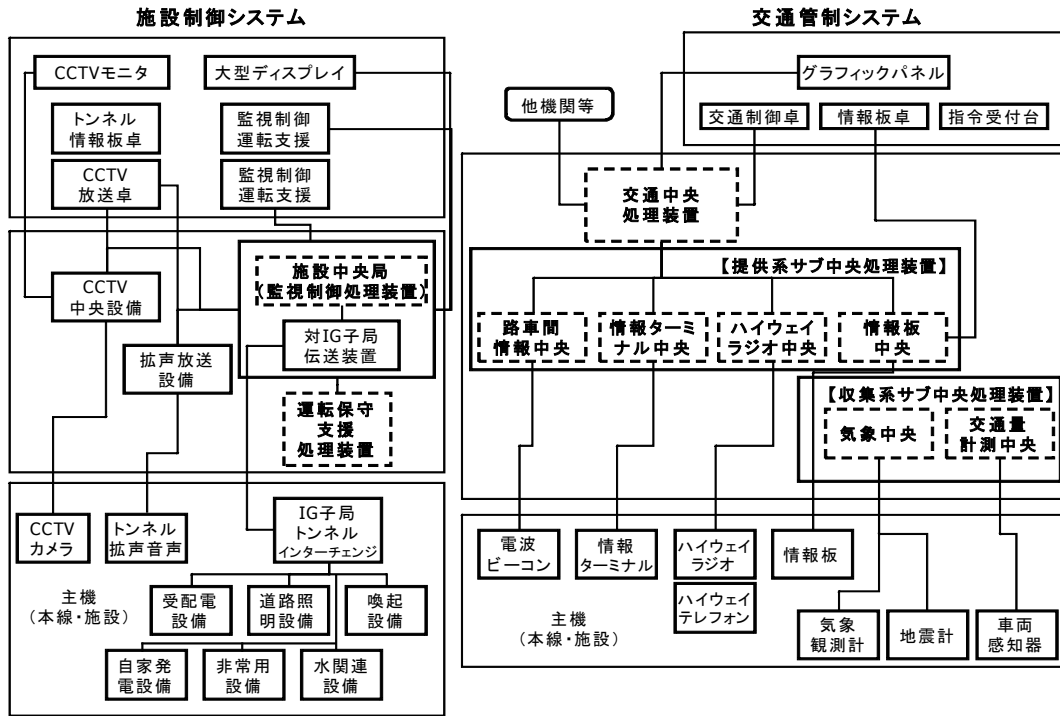 施設制御システム
CCTVモニタ
大型ディスプレイ
トンネル
情報板卓
監視制御
運転支援
CCTV
放送卓
監視制御
運転支援
CCTV
中央設備
施設中央局
(監視制御処理装置)
対IG子局
伝送装置
拡声放送
設備
運転保守
支援
処理装置
CCTV
カメラ
トンネル
拡声音声
IG子局
トンネル
インターチェンジ
主機
(本線・施設)
受配電
設備
道路照
明設備
喚起
設備
自家発
電設備
非常用
設備
水関連
設備
交通管制システム
グラフィックパネル
他機関等
交通制御卓
情報板卓
指令受付台
交通中央
処理装置
【提供系サブ中央処理装置】
路車間
情報中央
情報ターミ
ナル中央
ハイウェイ
ラジオ中央
情報板
中央
【収集系サブ中央処理装置】
気象中央
交通量
計測中央
電波
ビーコン
情報
ターミナル
ハイウェイ
ラジオ
情報板
ハイウェイ
テレフォン
主機
(本線・施設)
気象
観測計
地震計
車両
感知器